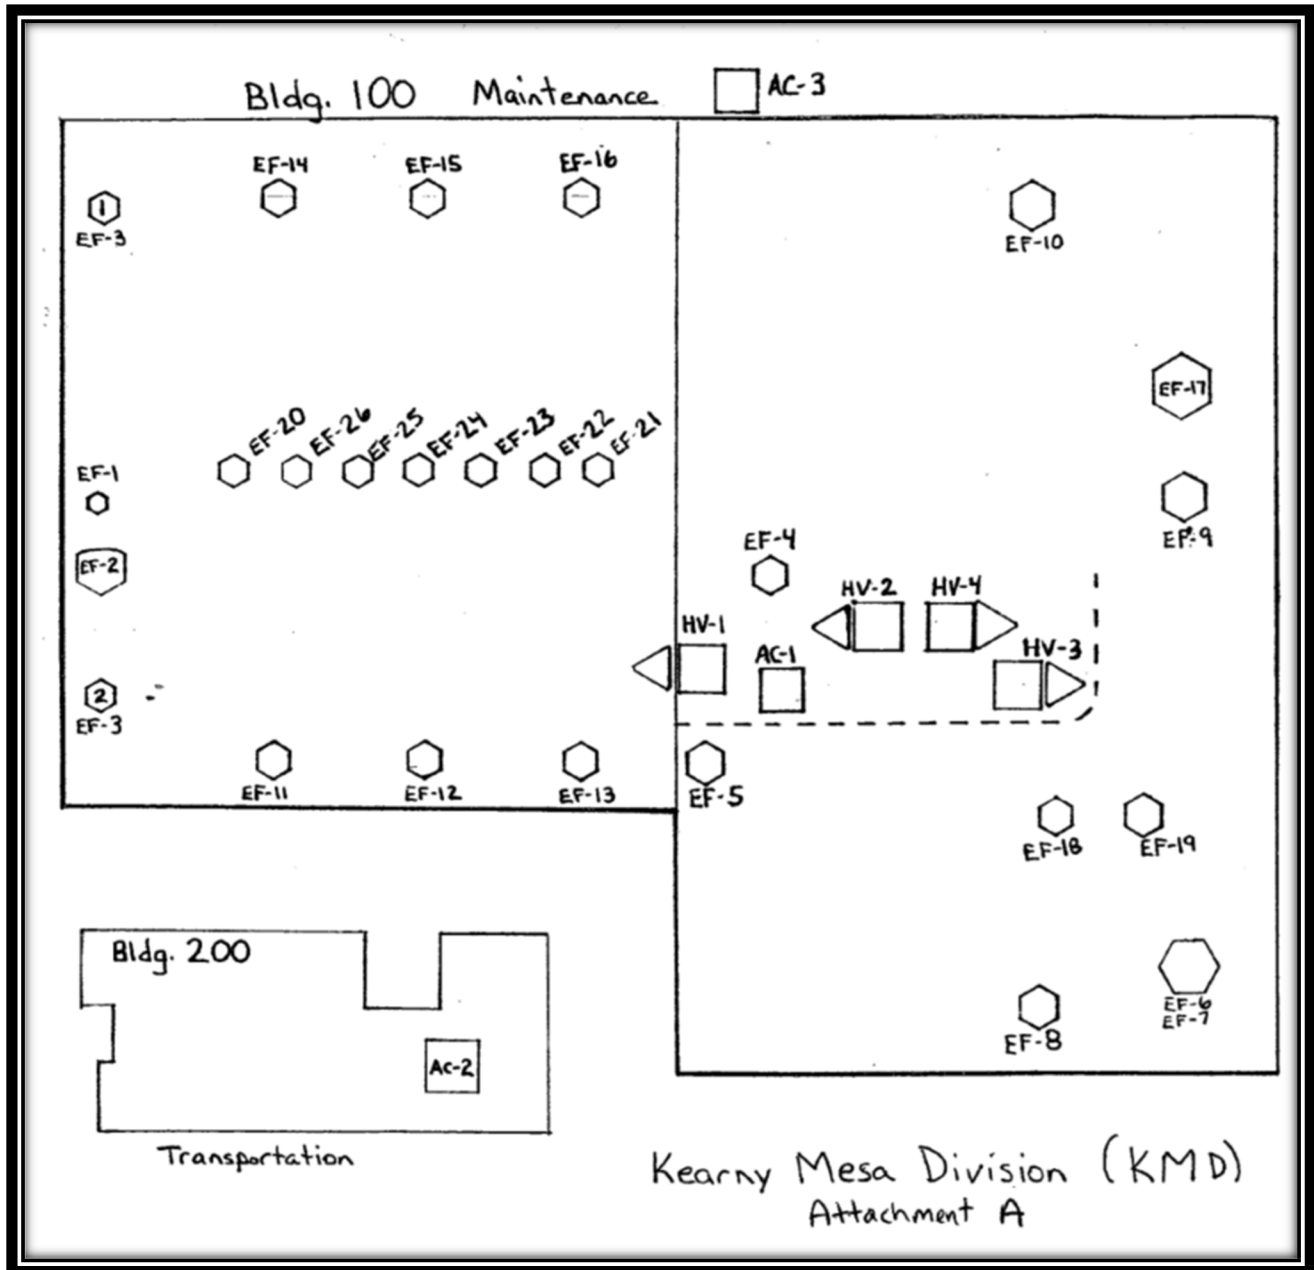 Bldg. 100 Maintenance AC-3
EF-14 EF-15 EF-16
1
EF-3
EF-10
EF-17
EF-20 EF-26 EF-25 EF-24 EF-23 EF-22 EF-21
EF-1
EF-9
EF-2
EF-4
HV-2 HV-4
HV-1
AC-1
HV-3
2
EF-3
EF-11 EF-12 EF-13 EF-5
EF-18 EF-19
Bldg. 200
EF-6
EF-7
EF-8
AC-2
Transportation
Kearny Mesa Division (KMD)
Attachment A